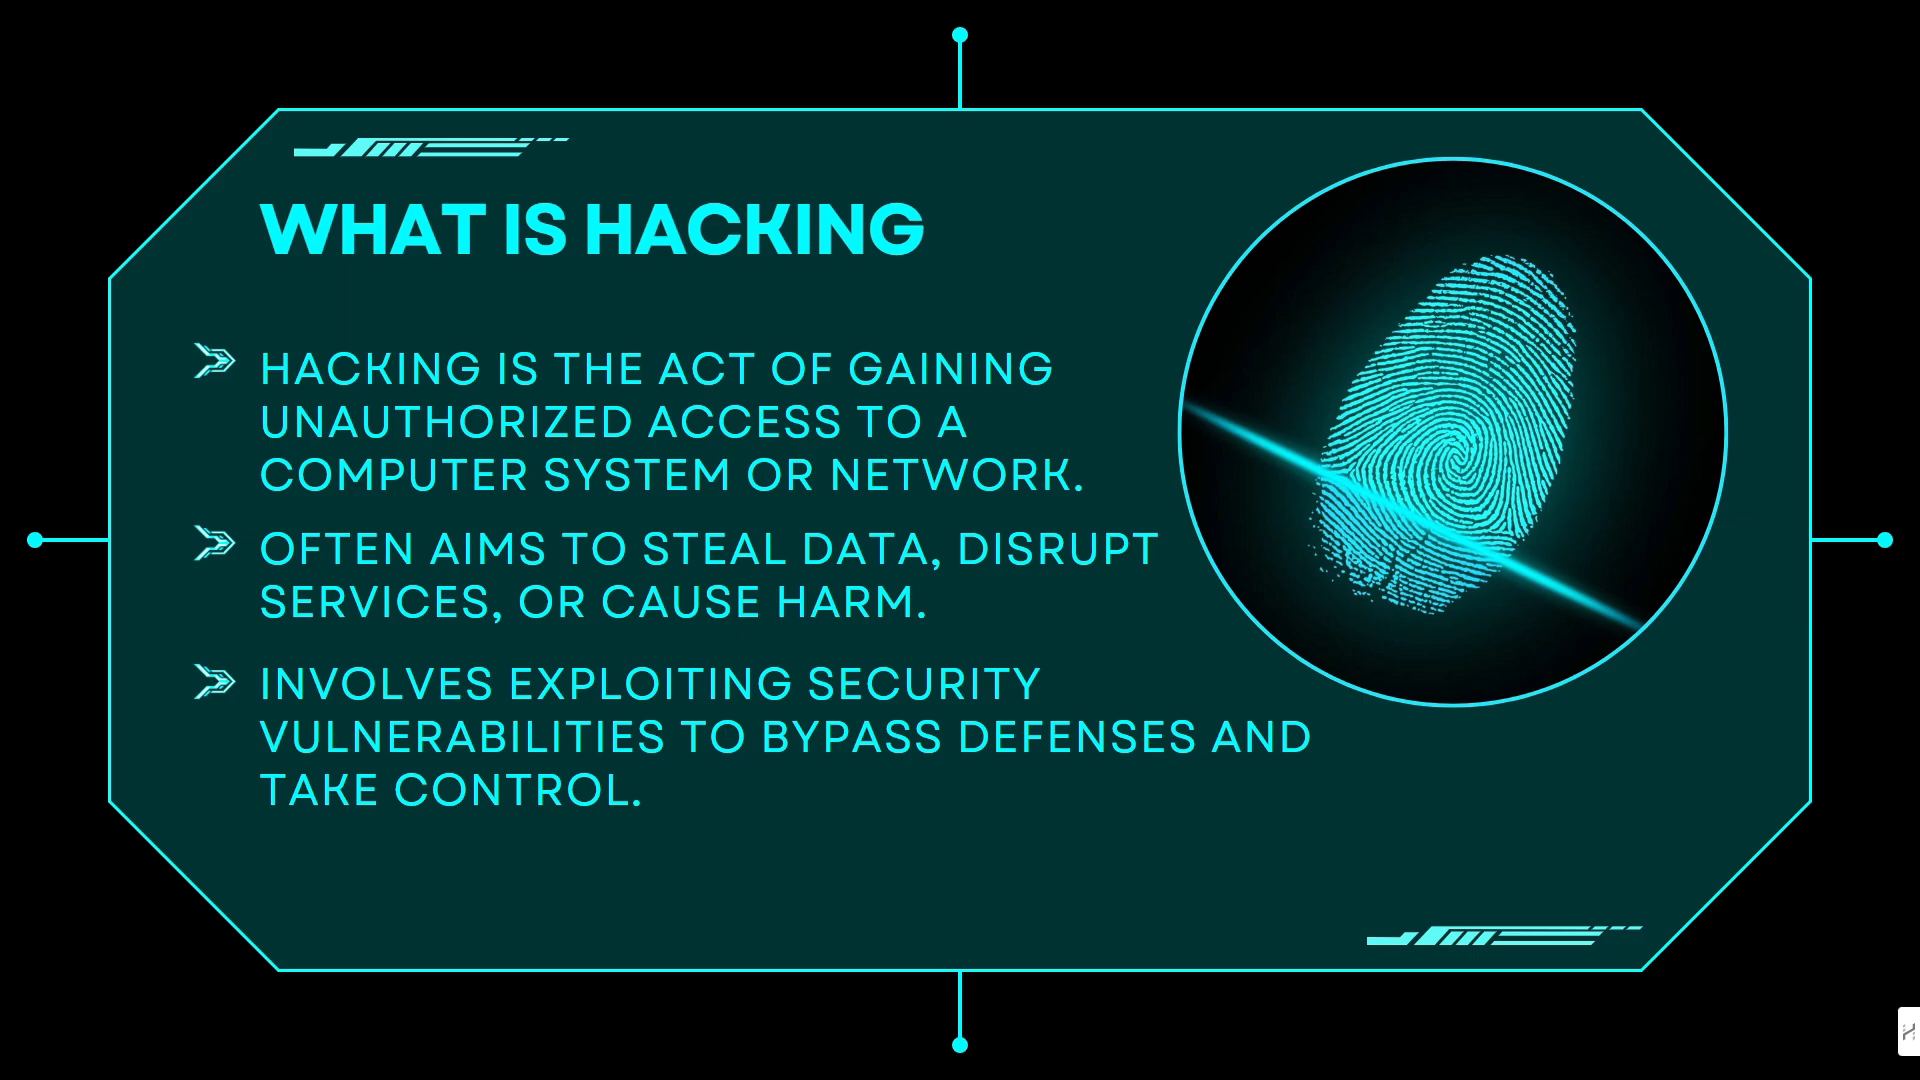 WHAT IS HACKING
HACKING IS THE ACT OF GAINING
UNAUTHORIZED ACCESS TO A
COMPUTER SYSTEM OR NETWORK.
OFTEN AIMS TO STEAL DATA, DISRUPT
SERVICES, OR CAUSE HARM.
INVOLVES EXPLOITING SECURITY
VULNERABILITIES TO BYPASS DEFENSES AND
TAKE CONTROL.